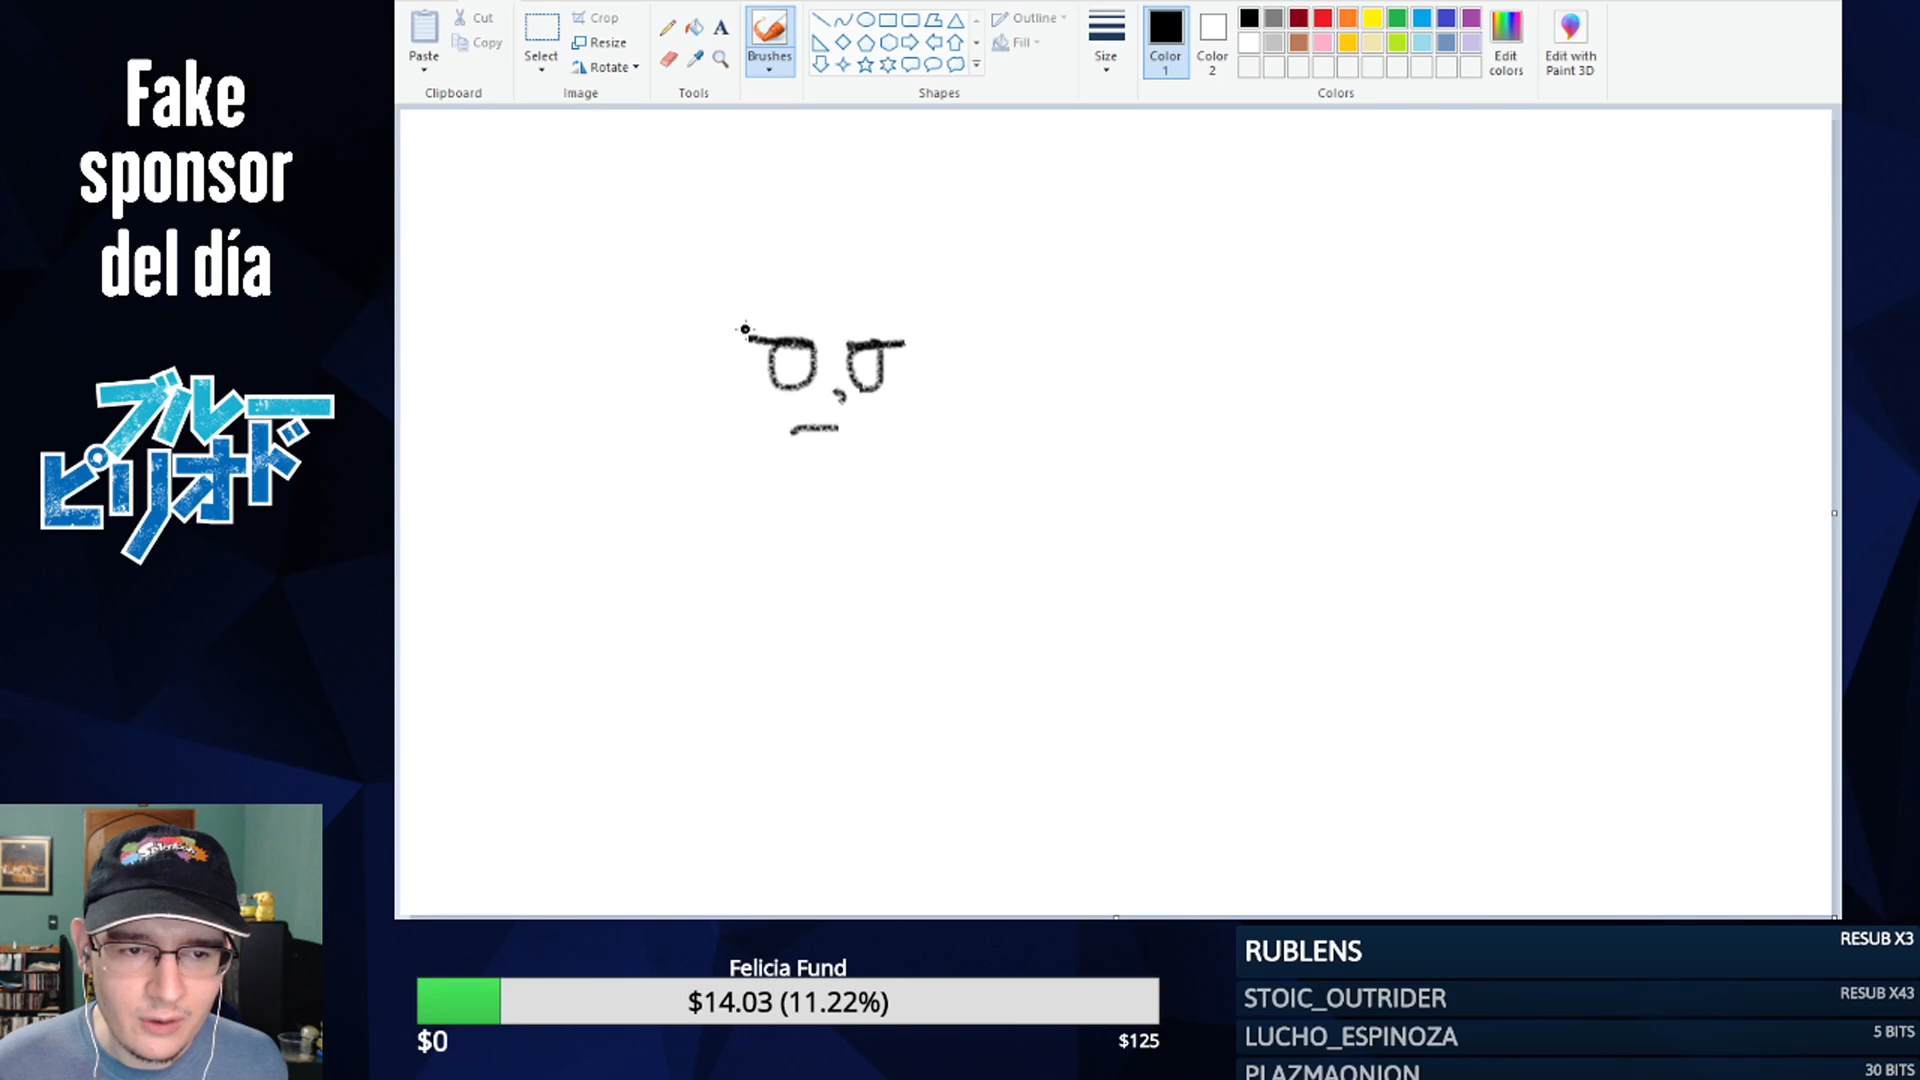 Fake
sponsor
del día
ブルー
ピリオド
Paste
Cut
Copy
Clipboard
Select
Crop
Resize
Rotate
Image
Tools
Brushes
Shapes
Outline
Fill
Size
Color
1
Color
2
Colors
Edit
colors
Edit with
Paint 3D
Felicia Fund
$14.03 (11.22%)
$0
$125
RUBLENS RESUB X3
STOIC_OUTRIDER RESUB X43
LUCHO_ESPINOZA 5 BITS
PLAZMAONION 30 BITS